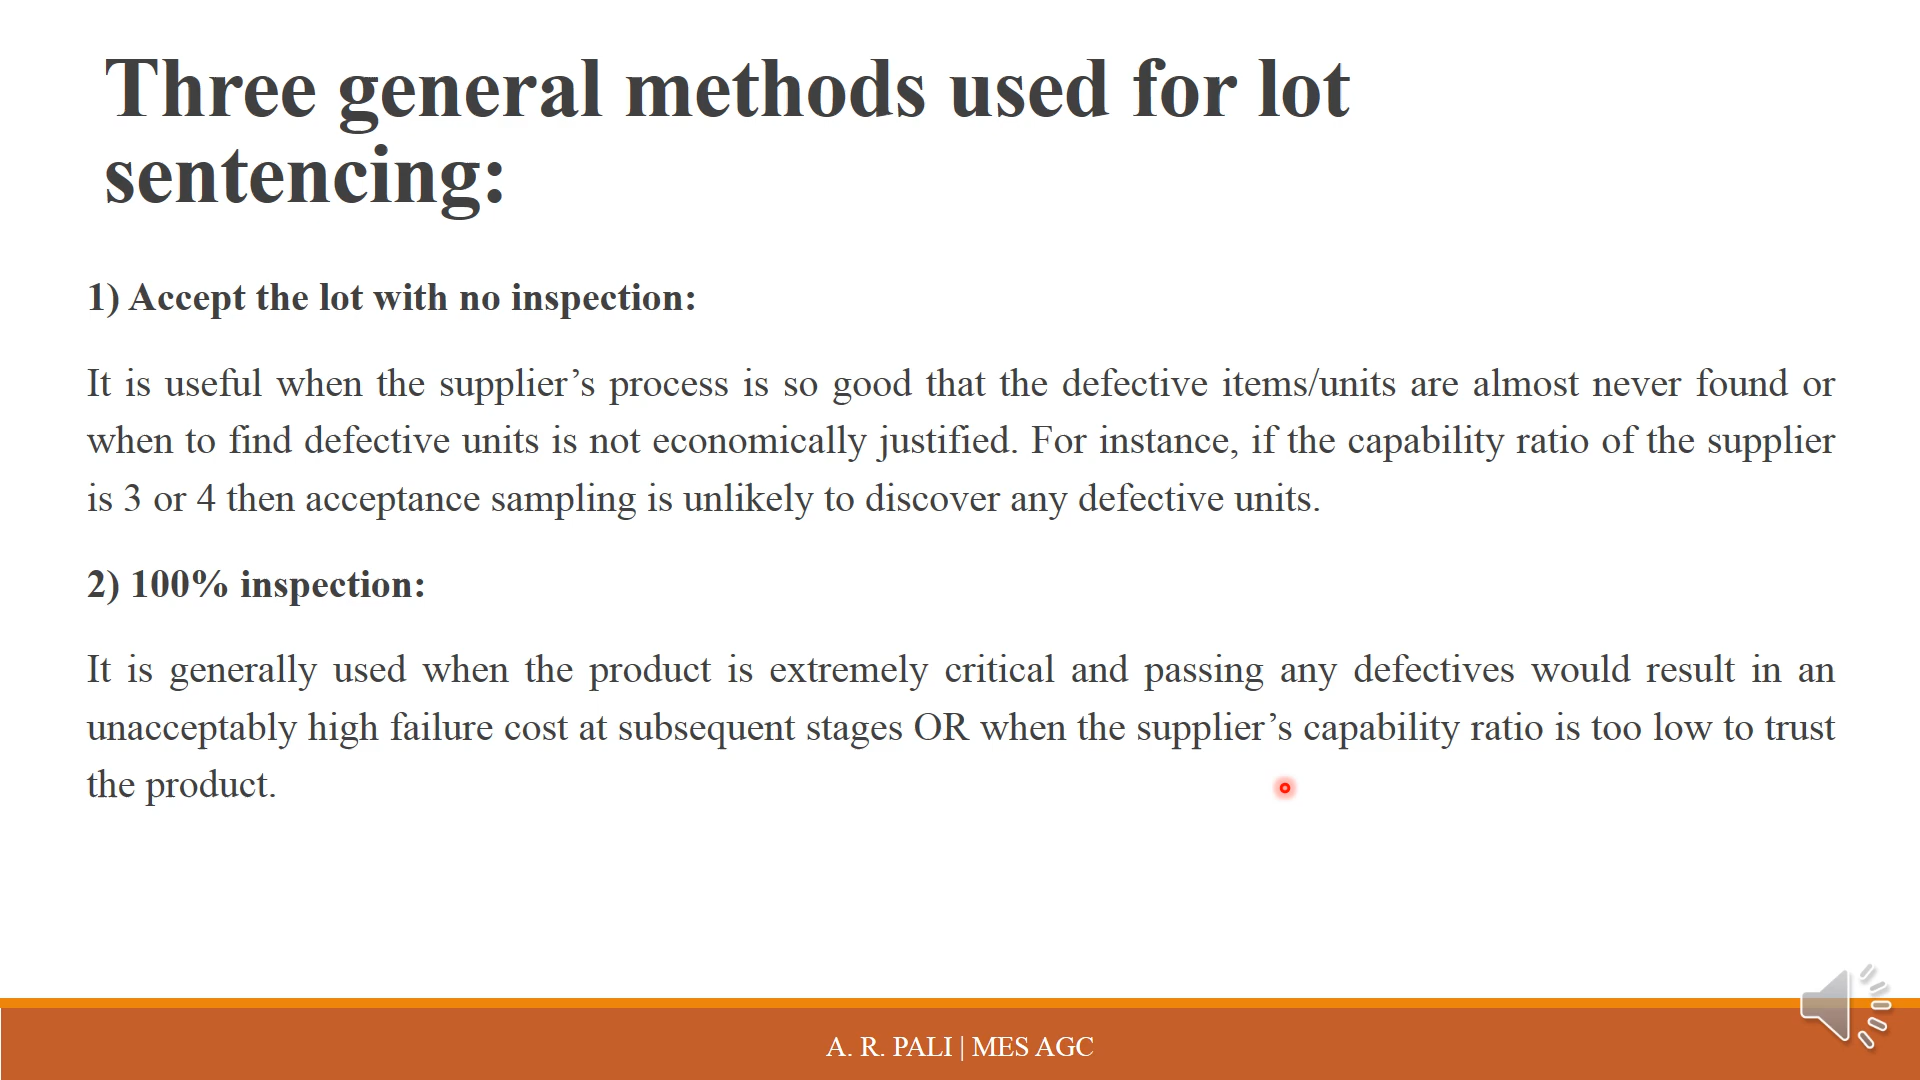 Three general methods used for lot
sentencing:
1) Accept the lot with no inspection:
It is useful when the supplier’s process is so good that the defective items/units are almost never found or
when to find defective units is not economically justified. For instance, if the capability ratio of the supplier
is 3 or 4 then acceptance sampling is unlikely to discover any defective units.
2) 100% inspection:
It is generally used when the product is extremely critical and passing any defectives would result in an
unacceptably high failure cost at subsequent stages OR when the supplier’s capability ratio is too low to trust
the product.
A. R. PALI | MES AGC